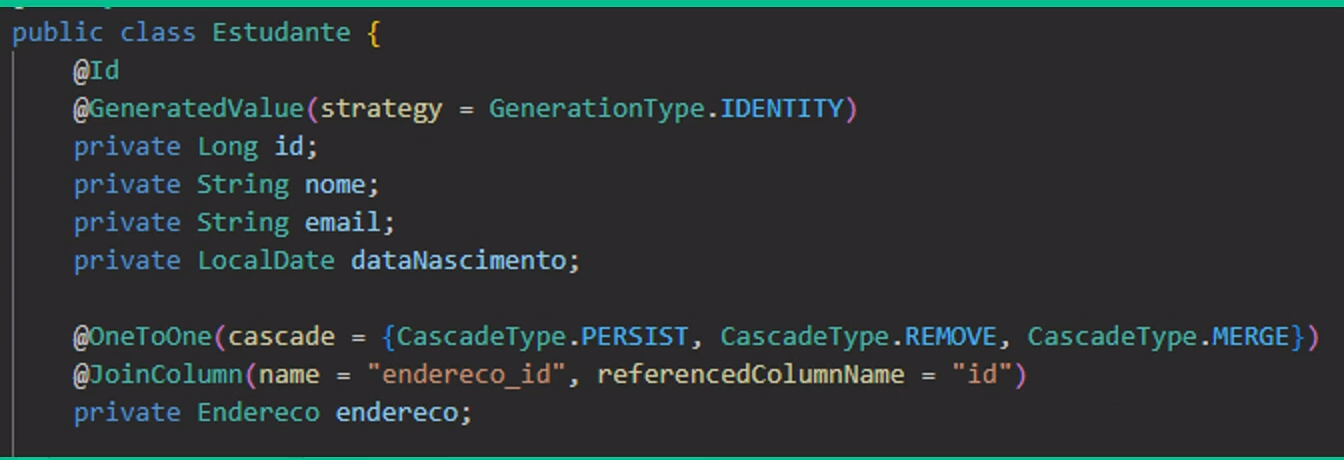 public class Estudante {
@Id
@GeneratedValue(strategy = GenerationType.IDENTITY)
private Long id;
private String nome;
private String email;
private LocalDate dataNascimento;
@OneToOne(cascade = {CascadeType.PERSIST, CascadeType.REMOVE, CascadeType.MERGE})
@JoinColumn(name = "endereco_id", referencedColumnName = "id")
private Endereco endereco;